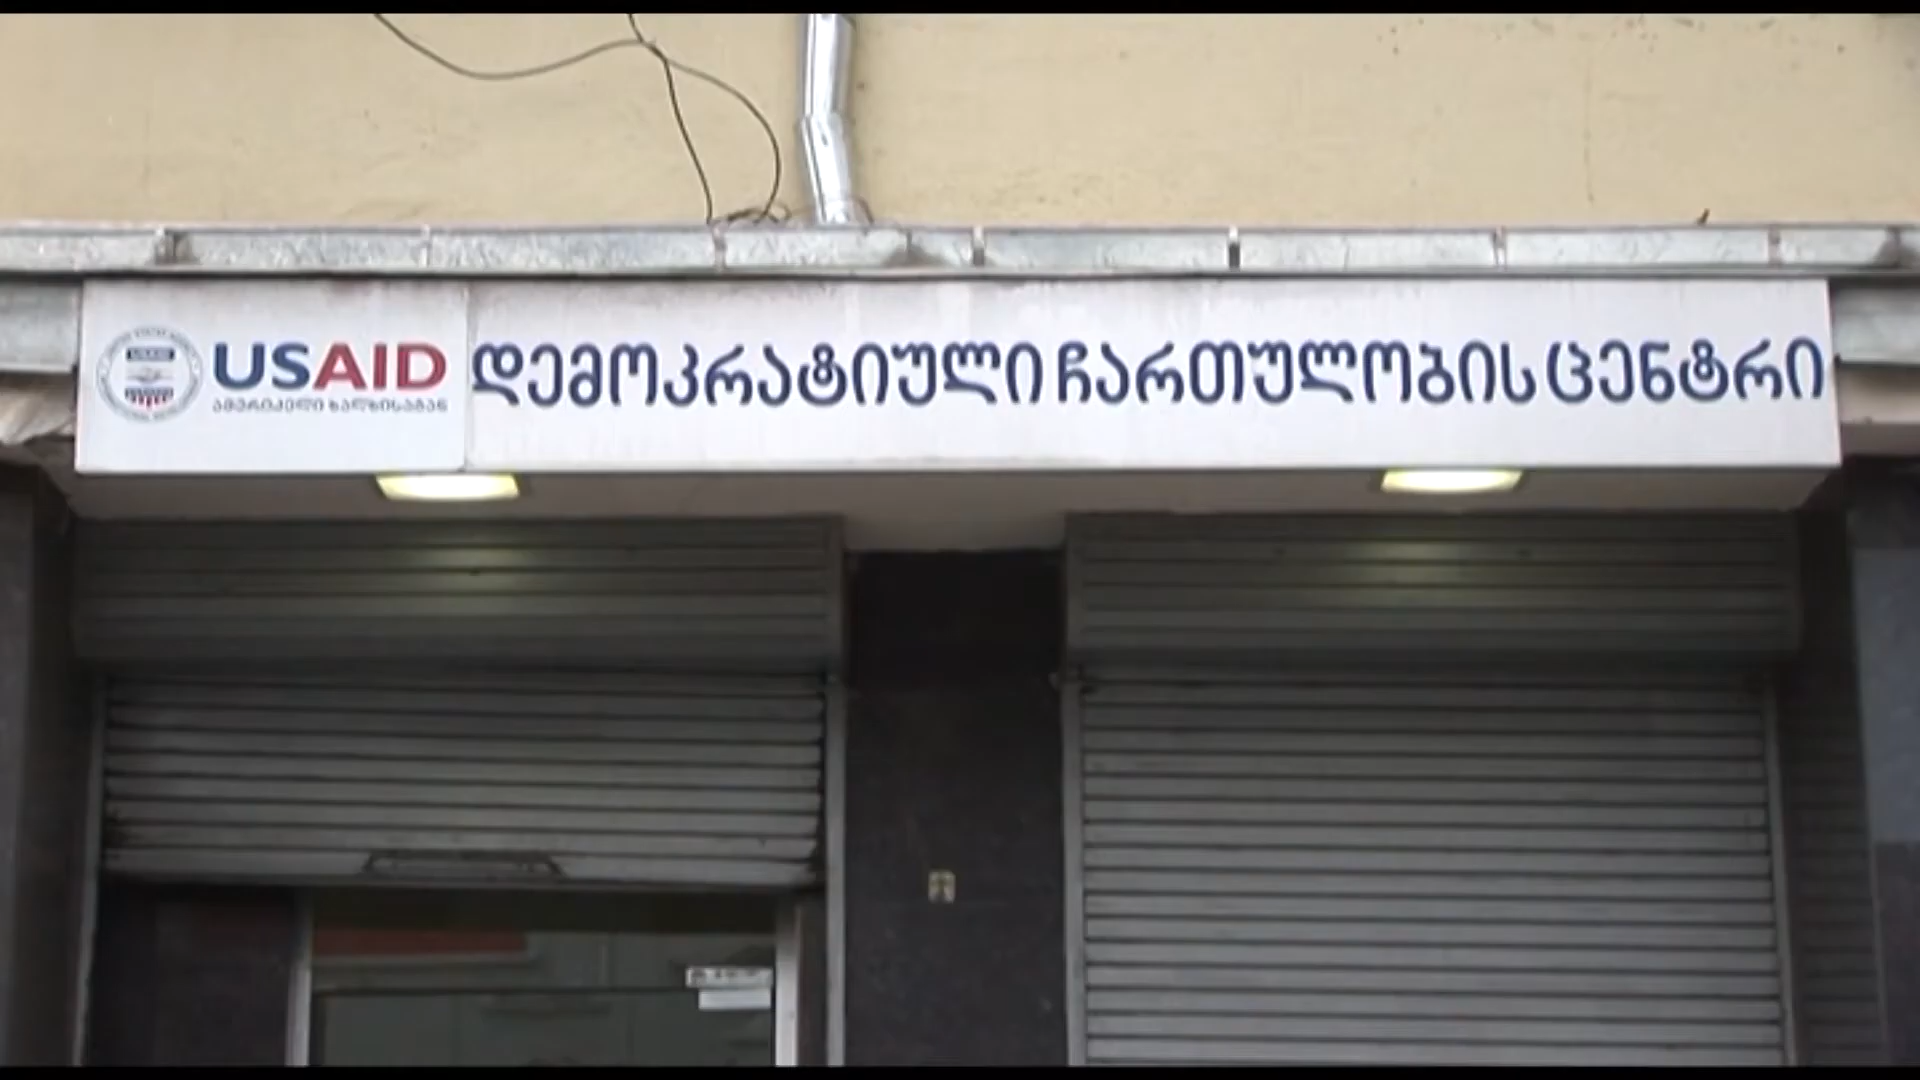 USAID
ამერიკელი ხალხისაგან
დემოკრატიული ჩართულობის ცენტრი